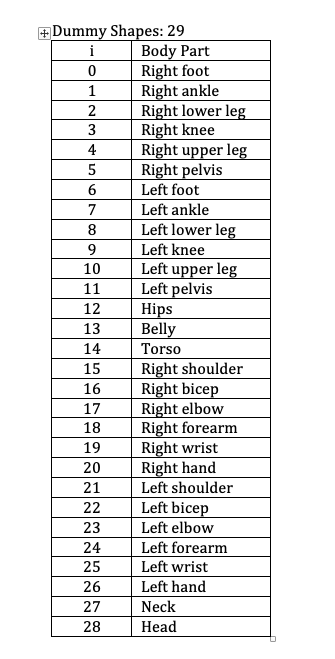 Dummy Shapes: 29
i Body Part
0 Right foot
1 Right ankle
2 Right lower leg
3 Right knee
4 Right upper leg
5 Right pelvis
6 Left foot
7 Left ankle
8 Left lower leg
9 Left knee
10 Left upper leg
11 Left pelvis
12 Hips
13 Belly
14 Torso
15 Right shoulder
16 Right bicep
17 Right elbow
18 Right forearm
19 Right wrist
20 Right hand
21 Left shoulder
22 Left bicep
23 Left elbow
24 Left forearm
25 Left wrist
26 Left hand
27 Neck
28 Head